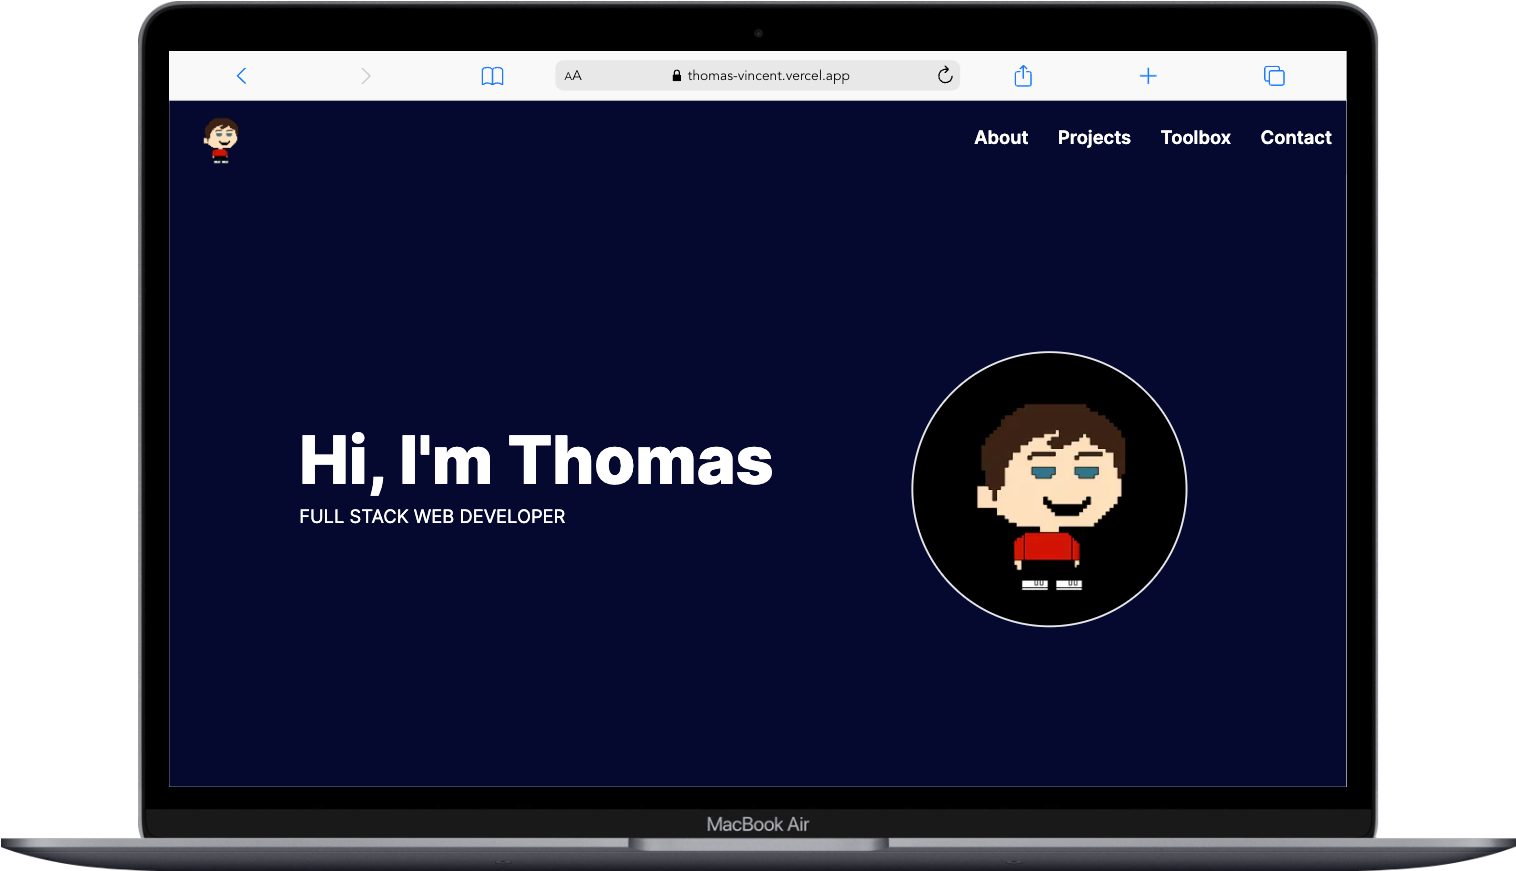 AA thomas-vincent.vercel.app
About Projects Toolbox Contact
Hi, I'm Thomas
FULL STACK WEB DEVELOPER
MacBook Air